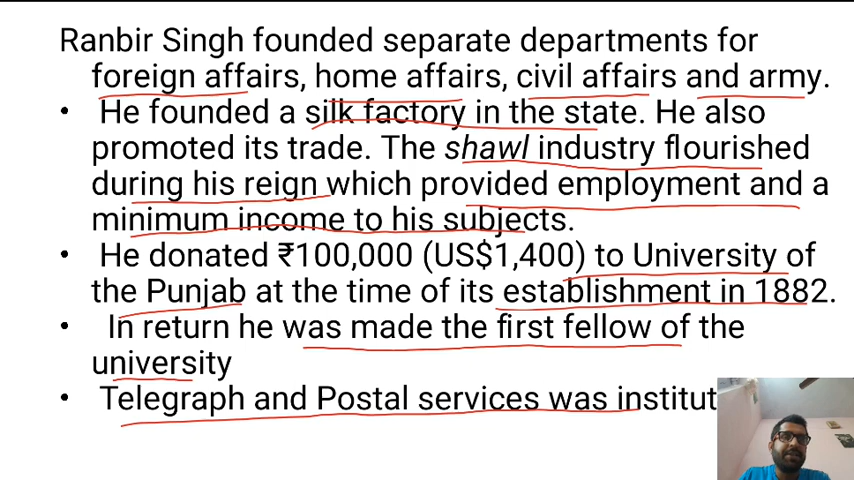 Ranbir Singh founded separate departments for
foreign affairs, home affairs, civil affairs and army.
• He founded a silk factory in the state. He also
promoted its trade. The shawl industry flourished
during his reign which provided employment and a
minimum income to his subjects.
• He donated ₹100,000 (US$1,400) to University of
the Punjab at the time of its establishment in 1882.
• In return he was made the first fellow of the
university
• Telegraph and Postal services was institut